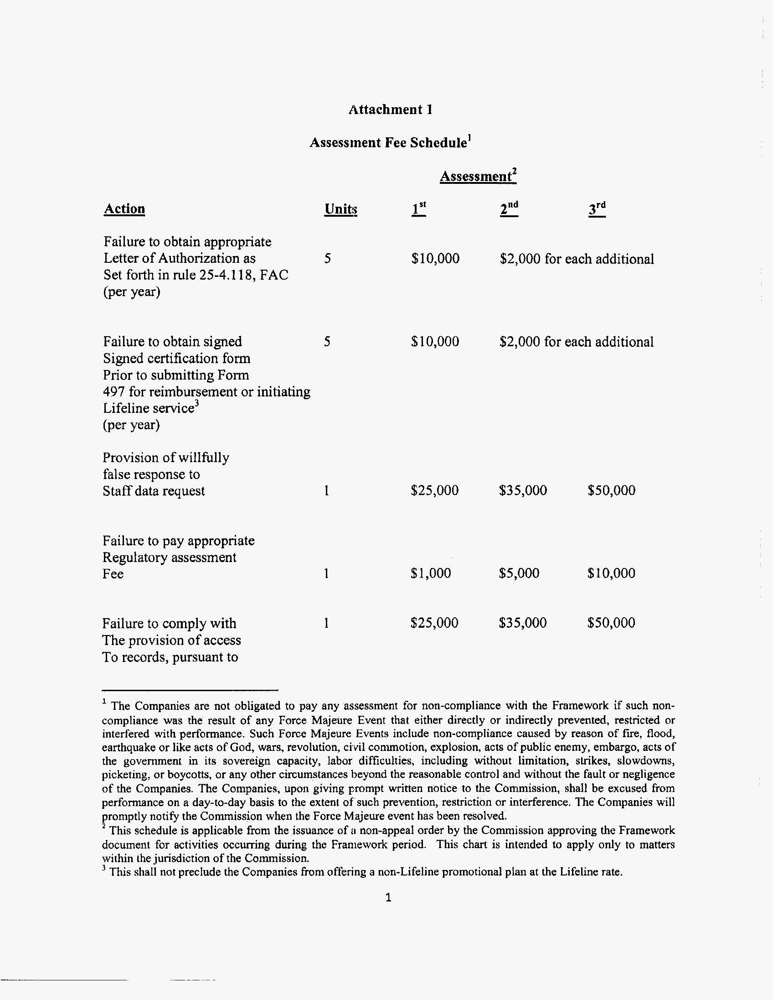 Attachment 1
Assessment Fee Schedule¹
Assessment²
Action Units 1st 2nd 3rd
Failure to obtain appropriate
Letter of Authorization as 5 $10,000 $2,000 for each additional
Set forth in rule 25-4.118, FAC
(per year)
Failure to obtain signed 5 $10,000 $2,000 for each additional
Signed certification form
Prior to submitting Form
497 for reimbursement or initiating
Lifeline service³
(per year)
Provision of willfully
false response to
Staff data request 1 $25,000 $35,000 $50,000
Failure to pay appropriate
Regulatory assessment
Fee 1 $1,000 $5,000 $10,000
Failure to comply with 1 $25,000 $35,000 $50,000
The provision of access
To records, pursuant to
¹ The Companies are not obligated to pay any assessment for non-compliance with the Framework if such non-
compliance was the result of any Force Majeure Event that either directly or indirectly prevented, restricted or
interfered with performance. Such Force Majeure Events include non-compliance caused by reason of fire, flood,
earthquake or like acts of God, wars, revolution, civil commotion, explosion, acts of public enemy, embargo, acts of
the government in its sovereign capacity, labor difficulties, including without limitation, strikes, slowdowns,
picketing, or boycotts, or any other circumstances beyond the reasonable control and without the fault or negligence
of the Companies. The Companies, upon giving prompt written notice to the Commission, shall be excused from
performance on a day-to-day basis to the extent of such prevention, restriction or interference. The Companies will
promptly notify the Commission when the Force Majeure event has been resolved.
² This schedule is applicable from the issuance of a non-appeal order by the Commission approving the Framework
document for activities occurring during the Framework period. This chart is intended to apply only to matters
within the jurisdiction of the Commission.
³ This shall not preclude the Companies from offering a non-Lifeline promotional plan at the Lifeline rate.
1